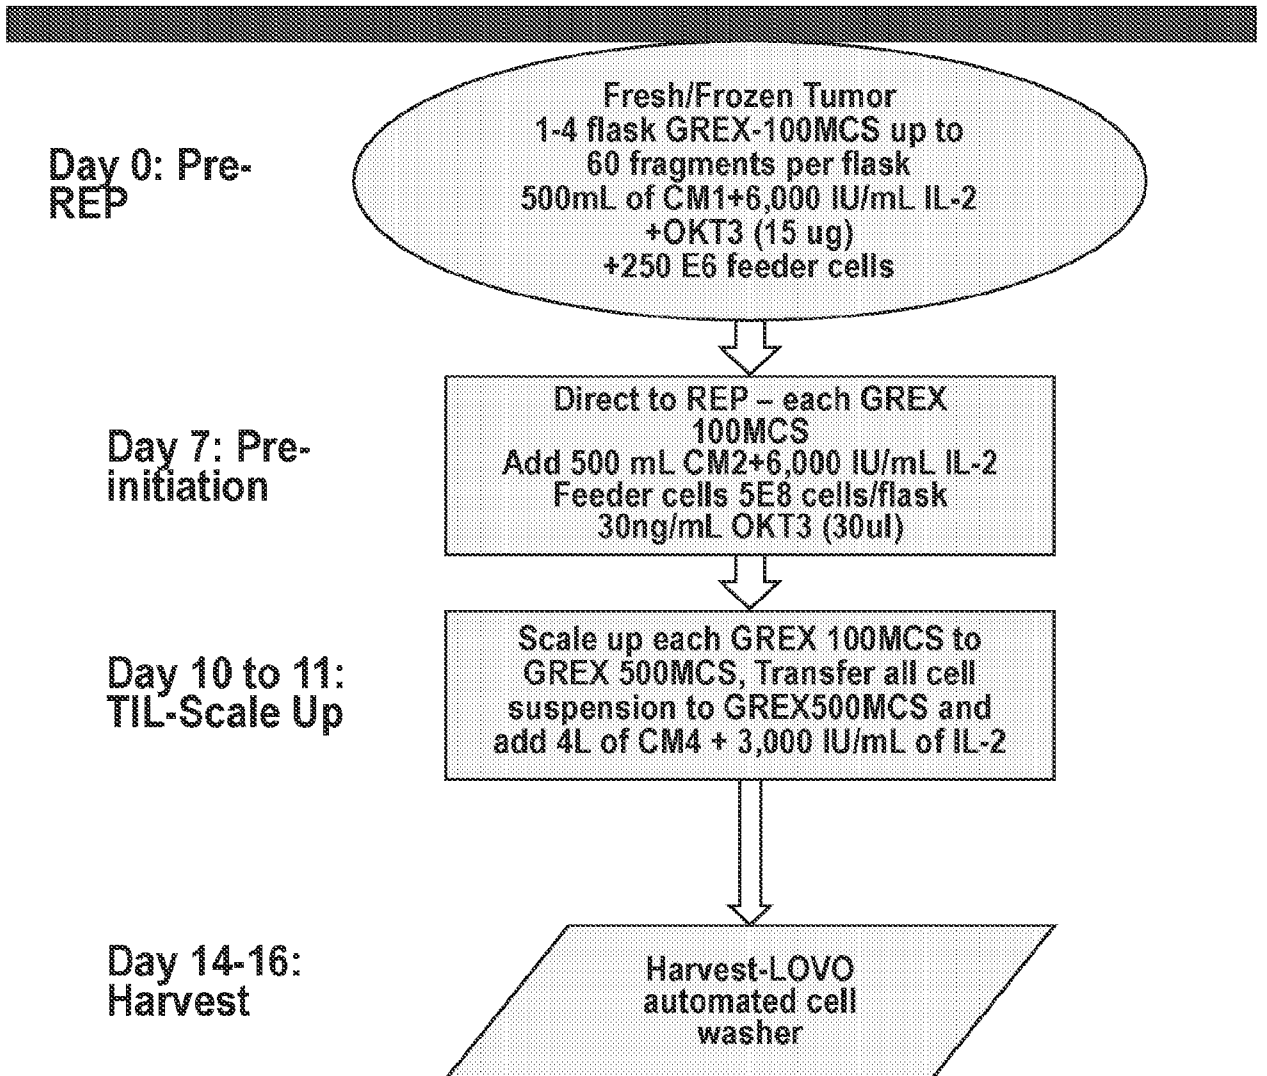 Day 0: Pre-
REP
Fresh/Frozen Tumor
1-4 flask GREX-100MCS up to
60 fragments per flask
500mL of CM1+6,000 IU/mL IL-2
+OKT3 (15 ug)
+250 E6 feeder cells
Day 7: Pre-
initiation
Direct to REP – each GREX
100MCS
Add 500 mL CM2+6,000 IU/mL IL-2
Feeder cells 5E8 cells/flask
30ng/mL OKT3 (30ul)
Day 10 to 11:
TIL-Scale Up
Scale up each GREX 100MCS to
GREX 500MCS, Transfer all cell
suspension to GREX500MCS and
add 4L of CM4 + 3,000 IU/mL of IL-2
Day 14-16:
Harvest
Harvest-LOVO
automated cell
washer